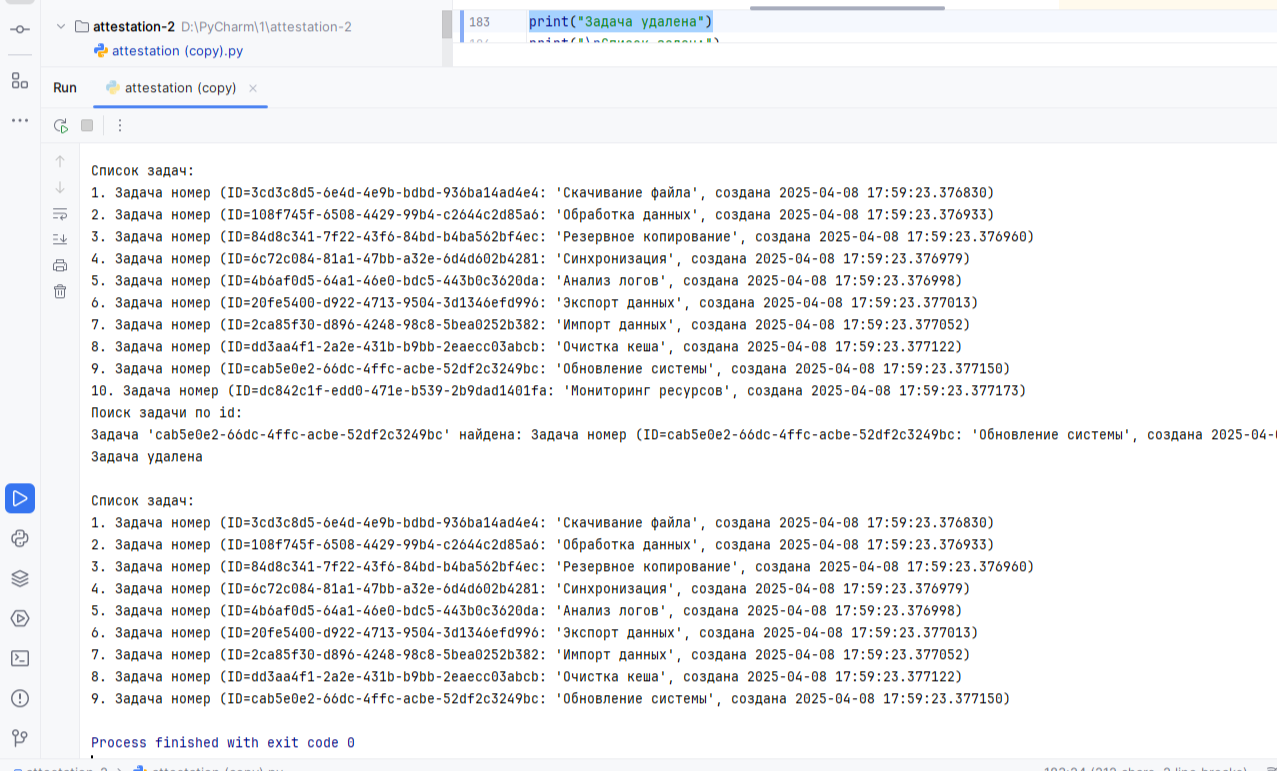 attestation-2 D:\PyCharm\1\attestation-2
attestation (copy).py
183 print("Задача удалена")
Run attestation (copy)
Список задач:
1. Задача номер (ID=3cd3c8d5-6e4d-4e9b-bdbd-936ba14ad4e4: 'Скачивание файла', создана 2025-04-08 17:59:23.376830)
2. Задача номер (ID=108f745f-6508-4429-99b4-c2644c2d85a6: 'Обработка данных', создана 2025-04-08 17:59:23.376933)
3. Задача номер (ID=84d8c341-7f22-43f6-84bd-b4ba562bf4ec: 'Резервное копирование', создана 2025-04-08 17:59:23.376960)
4. Задача номер (ID=6c72c084-81a1-47bb-a32e-6d4d602b4281: 'Синхронизация', создана 2025-04-08 17:59:23.376979)
5. Задача номер (ID=4b6af0d5-64a1-46e0-bdc5-443b0c3620da: 'Анализ логов', создана 2025-04-08 17:59:23.376998)
6. Задача номер (ID=20fe5400-d922-4713-9504-3d1346efd996: 'Экспорт данных', создана 2025-04-08 17:59:23.377013)
7. Задача номер (ID=2ca85f30-d896-4248-98c8-5bea0252b382: 'Импорт данных', создана 2025-04-08 17:59:23.377052)
8. Задача номер (ID=dd3aa4f1-2a2e-431b-b9bb-2eaecc03abcb: 'Очистка кеша', создана 2025-04-08 17:59:23.377122)
9. Задача номер (ID=cab5e0e2-66dc-4ffc-acbe-52df2c3249bc: 'Обновление системы', создана 2025-04-08 17:59:23.377150)
10. Задача номер (ID=dc842c1f-edd0-471e-b539-2b9dad1401fa: 'Мониторинг ресурсов', создана 2025-04-08 17:59:23.377173)
Поиск задачи по id:
Задача 'cab5e0e2-66dc-4ffc-acbe-52df2c3249bc' найдена: Задача номер (ID=cab5e0e2-66dc-4ffc-acbe-52df2c3249bc: 'Обновление системы', создана 2025-04-
Задача удалена
Список задач:
1. Задача номер (ID=3cd3c8d5-6e4d-4e9b-bdbd-936ba14ad4e4: 'Скачивание файла', создана 2025-04-08 17:59:23.376830)
2. Задача номер (ID=108f745f-6508-4429-99b4-c2644c2d85a6: 'Обработка данных', создана 2025-04-08 17:59:23.376933)
3. Задача номер (ID=84d8c341-7f22-43f6-84bd-b4ba562bf4ec: 'Резервное копирование', создана 2025-04-08 17:59:23.376960)
4. Задача номер (ID=6c72c084-81a1-47bb-a32e-6d4d602b4281: 'Синхронизация', создана 2025-04-08 17:59:23.376979)
5. Задача номер (ID=4b6af0d5-64a1-46e0-bdc5-443b0c3620da: 'Анализ логов', создана 2025-04-08 17:59:23.376998)
6. Задача номер (ID=20fe5400-d922-4713-9504-3d1346efd996: 'Экспорт данных', создана 2025-04-08 17:59:23.377013)
7. Задача номер (ID=2ca85f30-d896-4248-98c8-5bea0252b382: 'Импорт данных', создана 2025-04-08 17:59:23.377052)
8. Задача номер (ID=dd3aa4f1-2a2e-431b-b9bb-2eaecc03abcb: 'Очистка кеша', создана 2025-04-08 17:59:23.377122)
9. Задача номер (ID=cab5e0e2-66dc-4ffc-acbe-52df2c3249bc: 'Обновление системы', создана 2025-04-08 17:59:23.377150)
Process finished with exit code 0